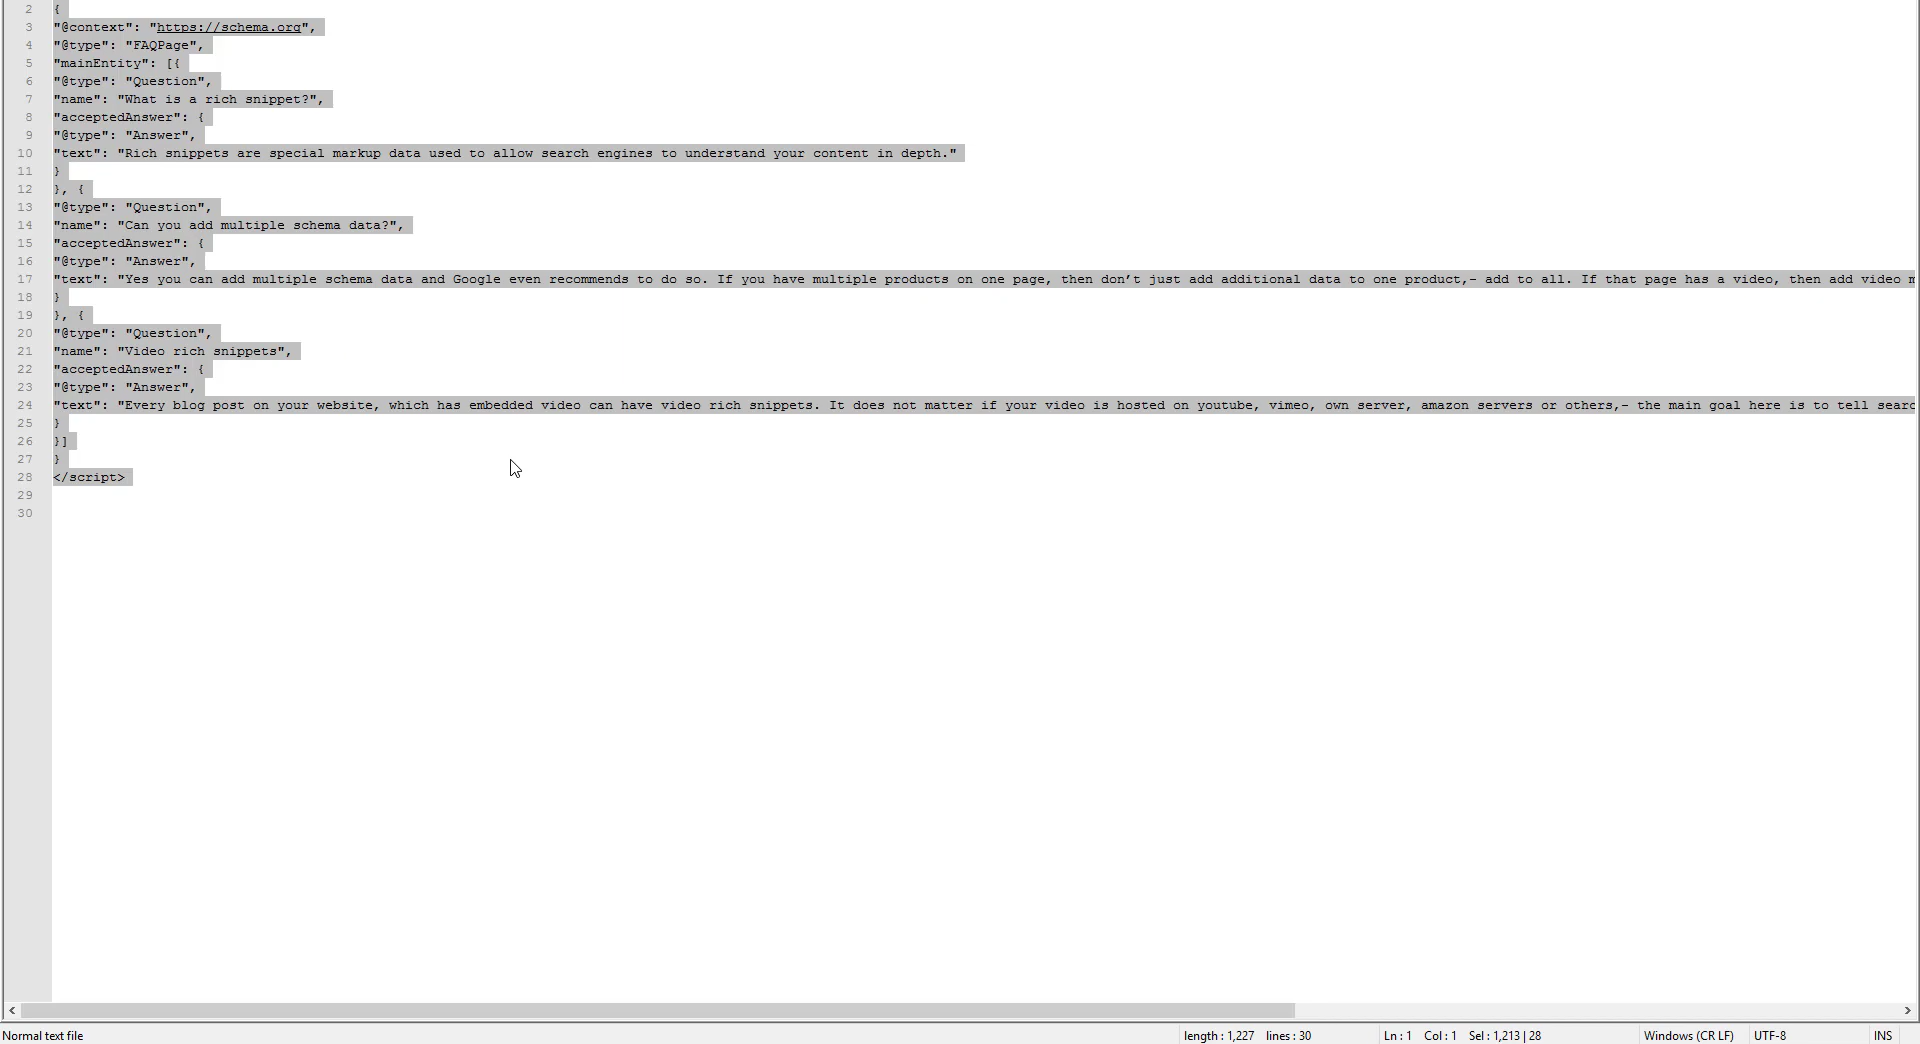 2 {
3 "@context": "https://schema.org",
4 "@type": "FAQPage",
5 "mainEntity": [{
6 "@type": "Question",
7 "name": "What is a rich snippet?",
8 "acceptedAnswer": {
9 "@type": "Answer",
10 "text": "Rich snippets are special markup data used to allow search engines to understand your content in depth."
11 }
12 }, {
13 "@type": "Question",
14 "name": "Can you add multiple schema data?",
15 "acceptedAnswer": {
16 "@type": "Answer",
17 "text": "Yes you can add multiple schema data and Google even recommends to do so. If you have multiple products on one page, then don’t just add additional data to one product,- add to all. If that page has a video, then add video
18 }
19 }, {
20 "@type": "Question",
21 "name": "Video rich snippets",
22 "acceptedAnswer": {
23 "@type": "Answer",
24 "text": "Every blog post on your website, which has embedded video can have video rich snippets. It does not matter if your video is hosted on youtube, vimeo, own server, amazon servers or others,- the main goal here is to tell searc
25 }
26 }]
27 }
28 </script>
29
30
Normal text file length : 1,227 lines : 30 Ln : 1 Col : 1 Sel : 1,213 | 28 Windows (CR LF) UTF-8 INS